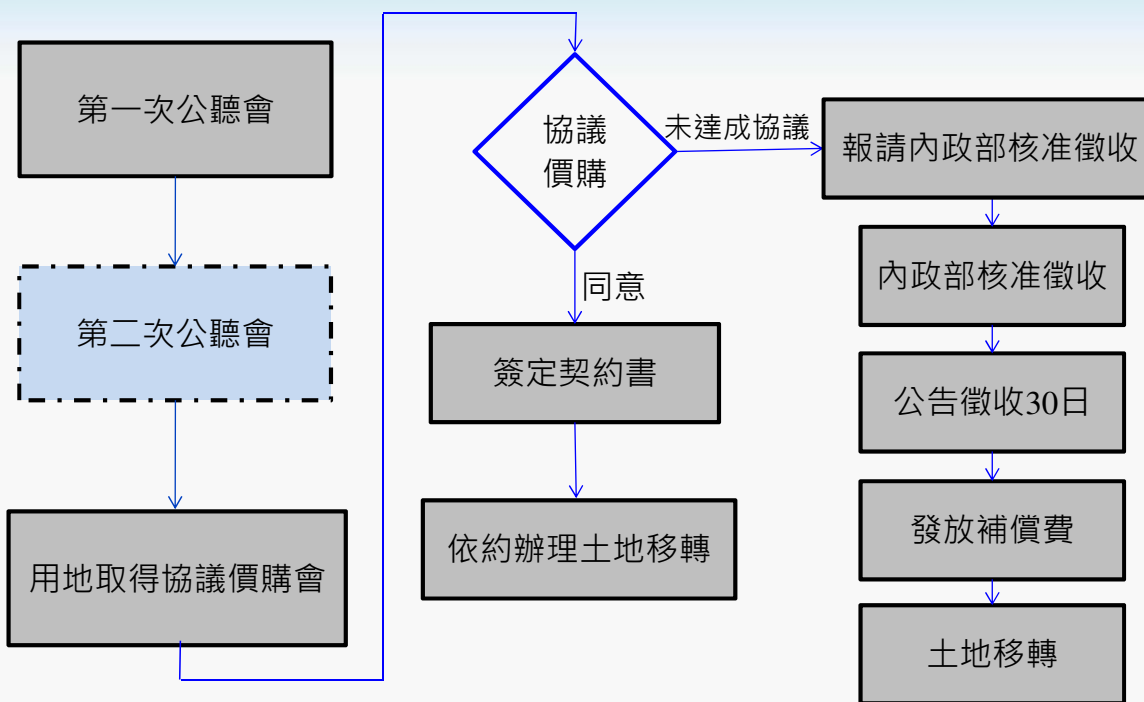 第一次公聽會
第二次公聽會
用地取得協議價購會
協議
價購
未達成協議
同意
簽定契約書
依約辦理土地移轉
報請內政部核准徵收
內政部核准徵收
公告徵收30日
發放補償費
土地移轉